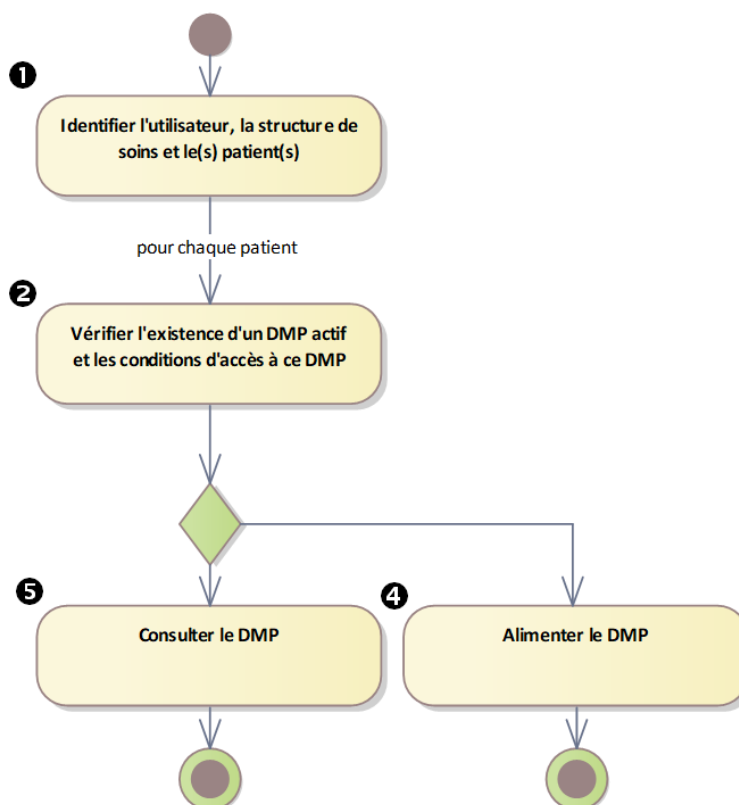 ❶
Identifier l'utilisateur, la structure de
soins et le(s) patient(s)
pour chaque patient
❷
Vérifier l'existence d'un DMP actif
et les conditions d'accès à ce DMP
❺
Consulter le DMP
❹
Alimenter le DMP